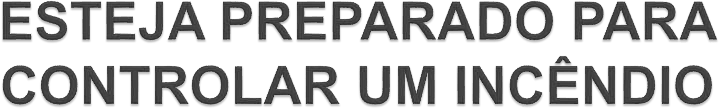 ESTEJA PREPARADO PARA
CONTROLAR UM INCÊNDIO